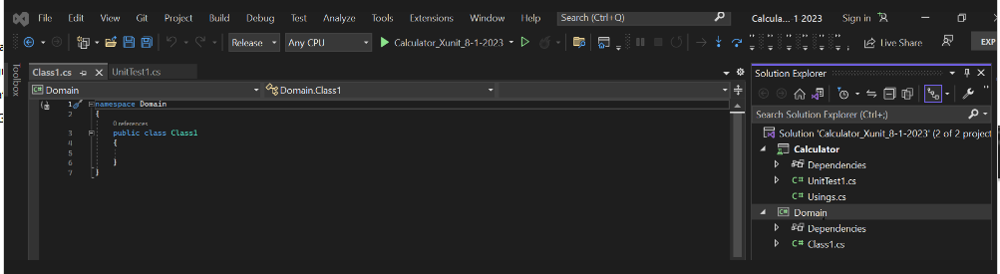 File Edit View Git Project Build Debug Test Analyze Tools Extensions Window Help Search (Ctrl+Q) Calcula... 1 2023 Sign in
Release Any CPU Calculator_Xunit_8-1-2023 Live Share EXP
Toolbox
Class1.cs UnitTest1.cs
Domain Domain.Class1
1 namespace Domain
2 {
0 references
3 public class Class1
4 {
5
6 }
7 }
Solution Explorer
Search Solution Explorer (Ctrl+;)
Solution 'Calculator_Xunit_8-1-2023' (2 of 2 project
Calculator
Dependencies
UnitTest1.cs
Usings.cs
Domain
Dependencies
Class1.cs